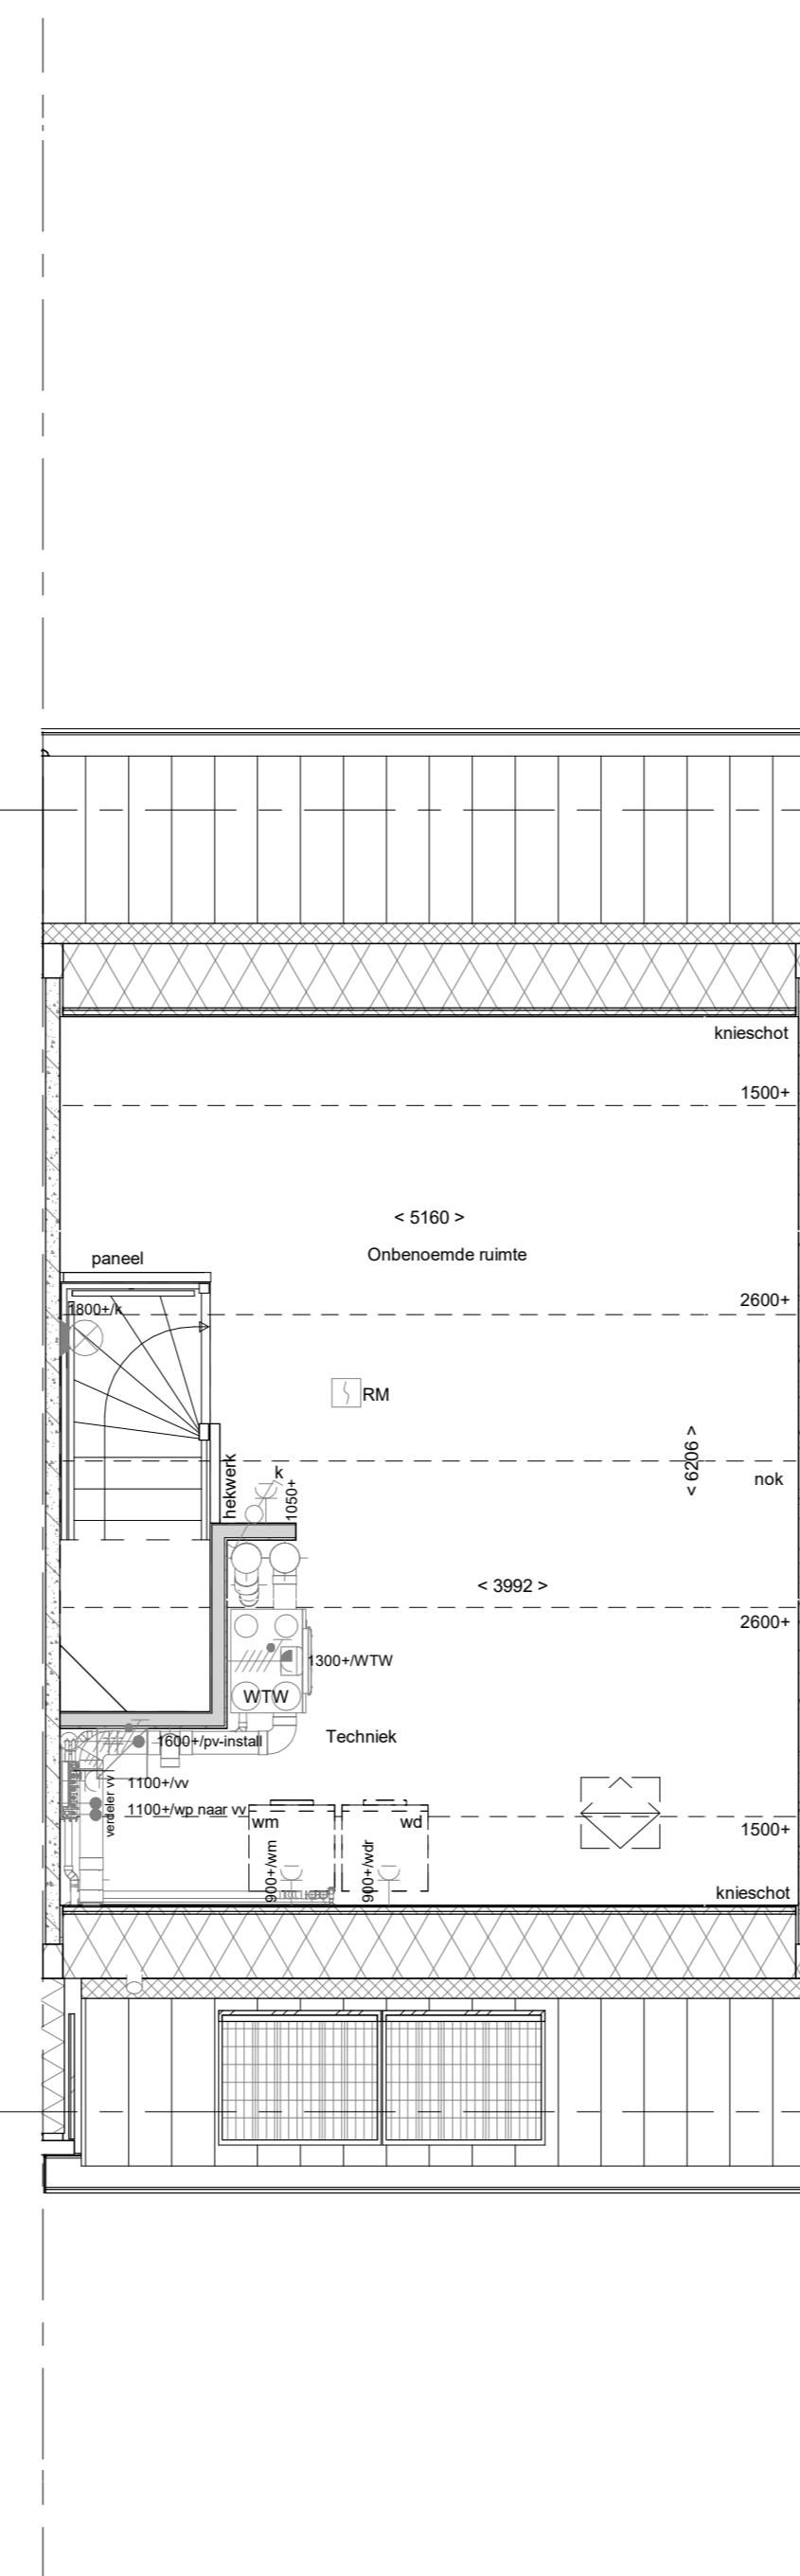 knieschot
1500+
< 5160 >
Onbenoemde ruimte
paneel
2600+
1800+/k
RM
< 6206 >
hekwerk
k
1050+
nok
< 3992 >
2600+
1300+/WTW
WTW
Techniek
1600+/pv-install
1100+/vv
verdeler vv
1100+/wp naar vv
wm
wd
1500+
900+/wm
900+/wdr
knieschot